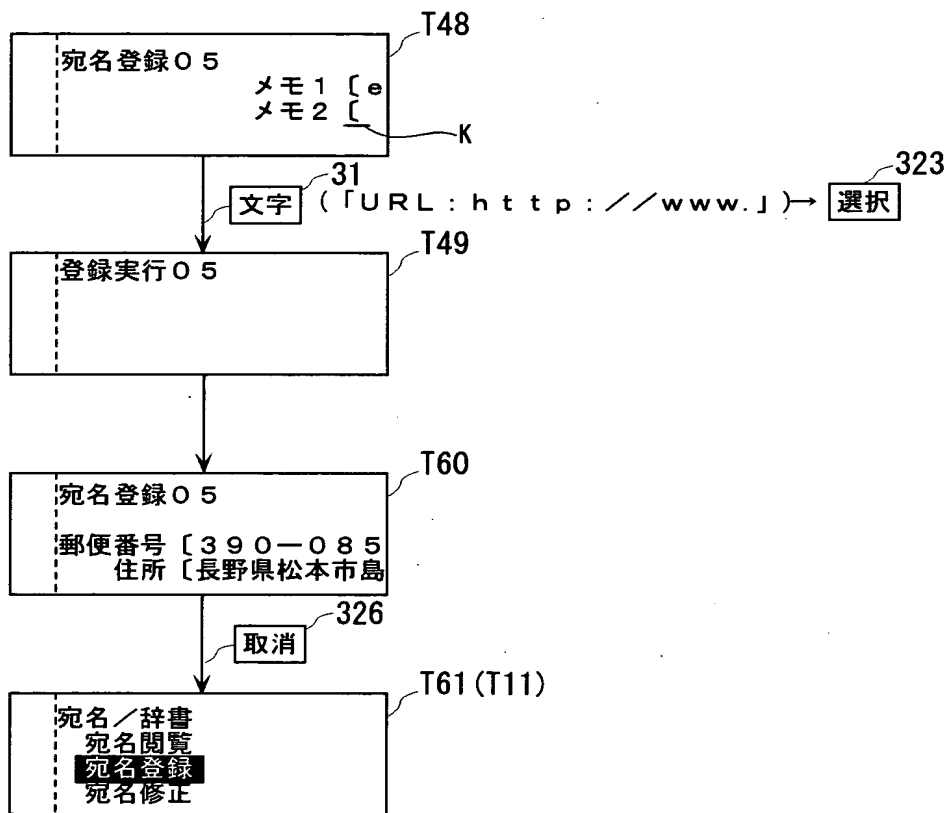 T48
宛名登録05
メモ1〔e
メモ2〔
K
31
323
文字 (「URL:http://www.」)→ 選択
T49
登録実行05
T60
宛名登録05
郵便番号〔390—085
住所〔長野県松本市島
326
取消
T61(T11)
宛名/辞書
宛名閲覧
宛名登録
宛名修正